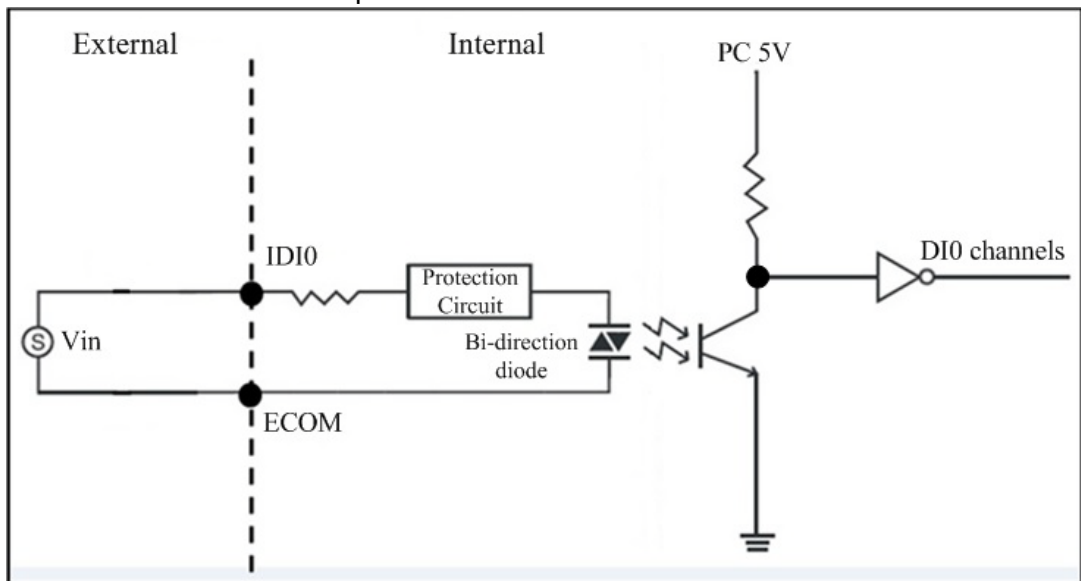 External
Internal
PC 5V
IDI0
Protection
Circuit
DI0 channels
S
Vin
Bi-direction
diode
ECOM